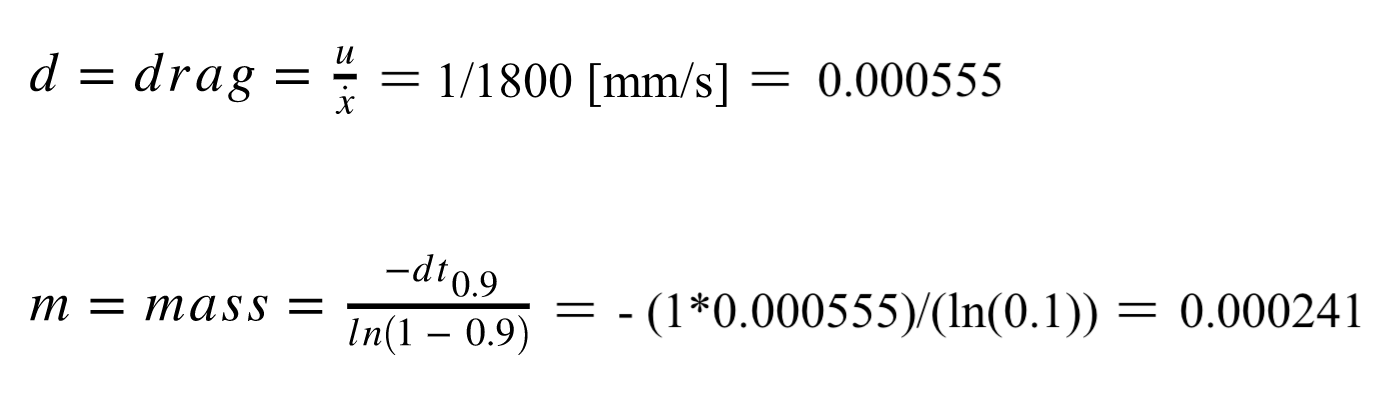 d = drag = u/ẋ = 1/1800 [mm/s] = 0.000555
m = mass = −dt₀.₉/ln(1 − 0.9) = - (1*0.000555)/(ln(0.1)) = 0.000241